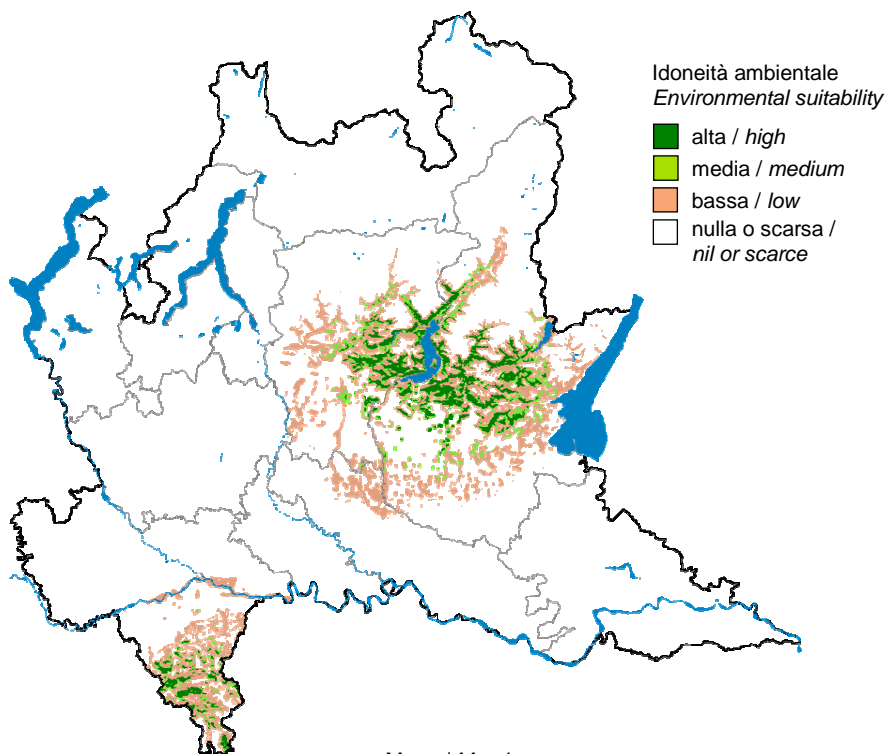 Idoneità ambientale
Environmental suitability
alta / high
media / medium
bassa / low
nulla o scarsa /
nil or scarce